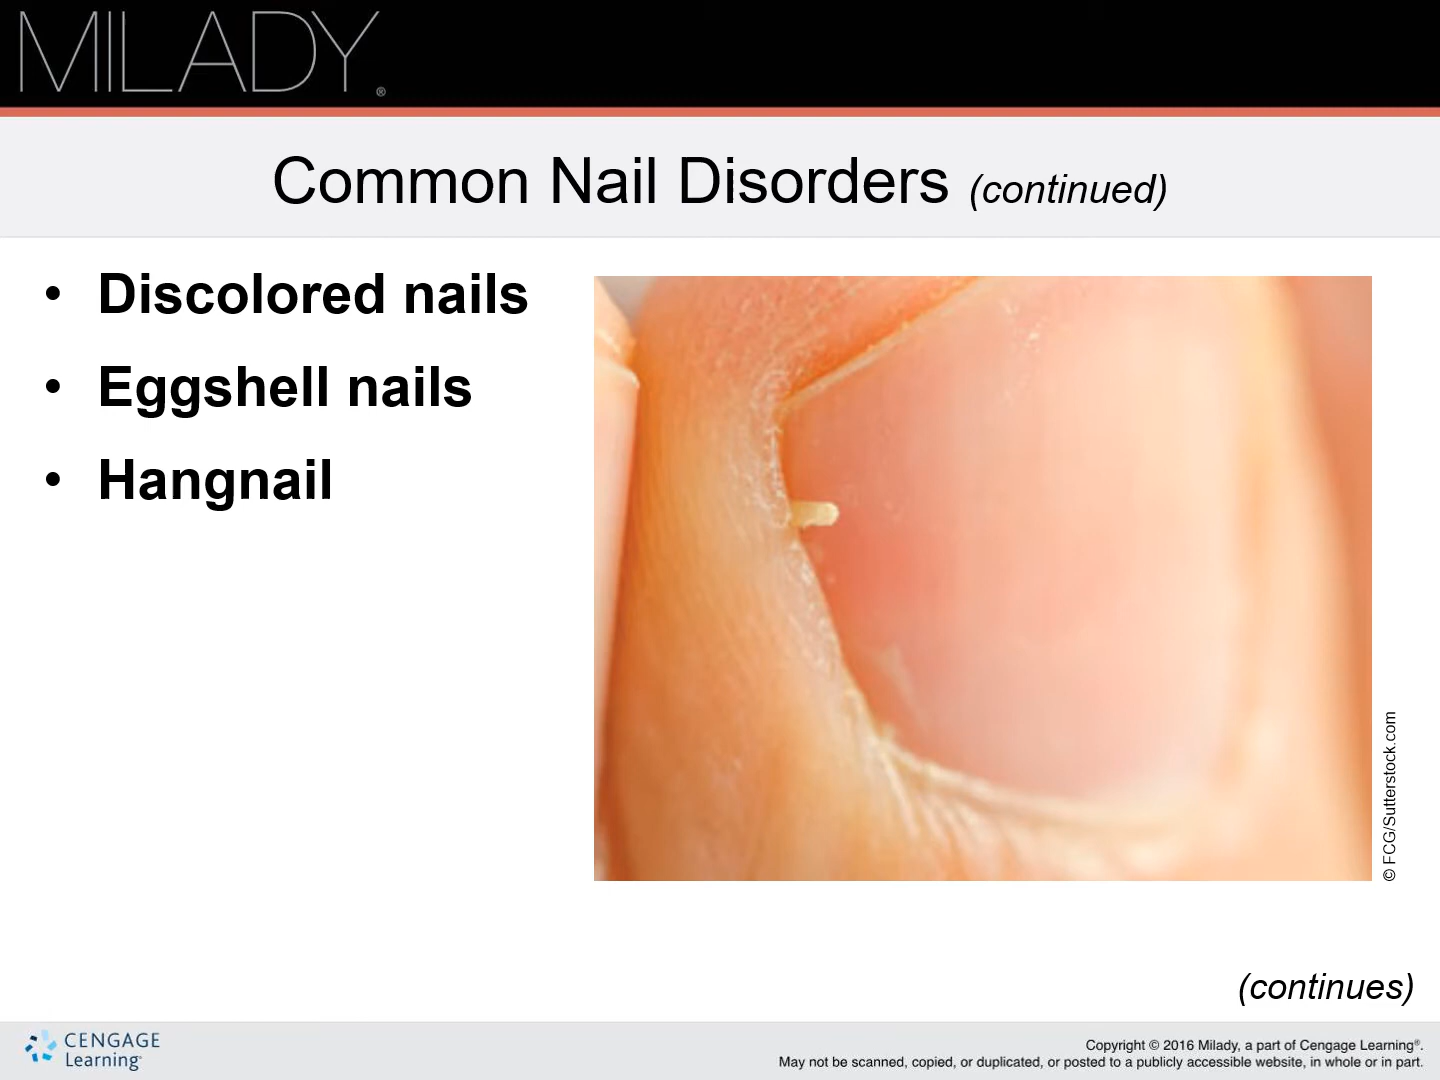 MILADY®
Common Nail Disorders (continued)
• Discolored nails
• Eggshell nails
• Hangnail
© FCG/Sutterstock.com
(continues)
CENGAGE
Learning™
Copyright © 2016 Milady, a part of Cengage Learning®.
May not be scanned, copied, or duplicated, or posted to a publicly accessible website, in whole or in part.